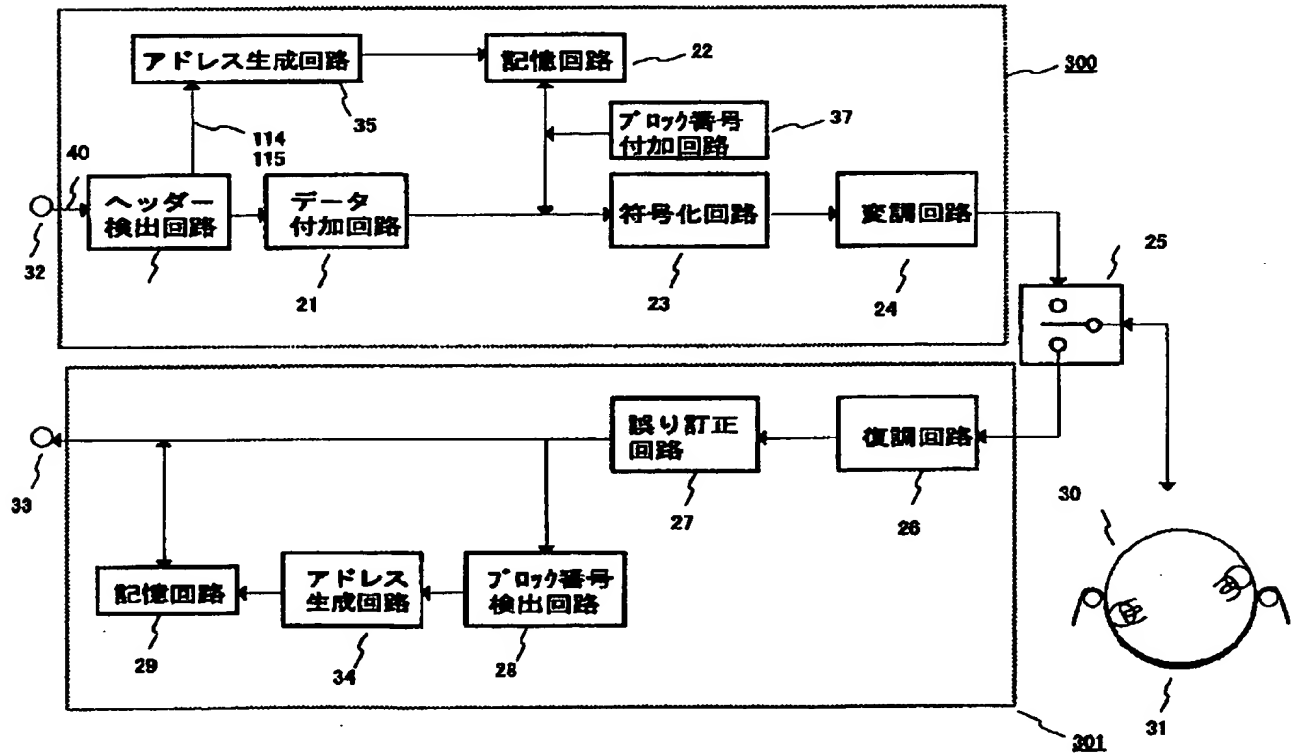 アドレス生成回路
記憶回路
22
300
35
ブロック番号
付加回路
37
114
115
40
ヘッダー
検出回路
データ
付加回路
符号化回路
変調回路
32
21
23
24
25
誤り訂正
回路
復調回路
33
27
26
30
記憶回路
アドレス
生成回路
ブロック番号
検出回路
29
34
28
31
301